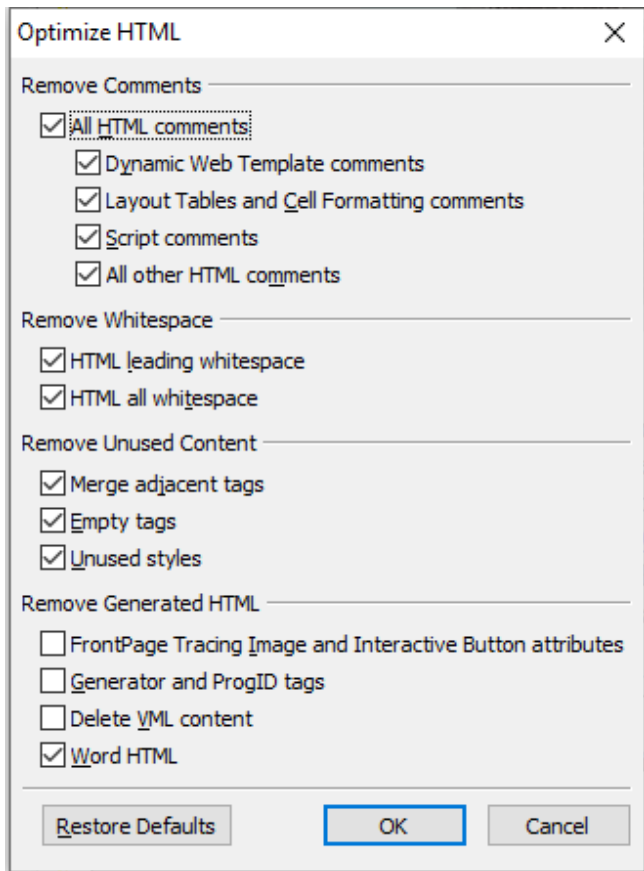 Optimize HTML
Remove Comments
All HTML comments
Dynamic Web Template comments
Layout Tables and Cell Formatting comments
Script comments
All other HTML comments
Remove Whitespace
HTML leading whitespace
HTML all whitespace
Remove Unused Content
Merge adjacent tags
Empty tags
Unused styles
Remove Generated HTML
FrontPage Tracing Image and Interactive Button attributes
Generator and ProgID tags
Delete VML content
Word HTML
Restore Defaults OK Cancel